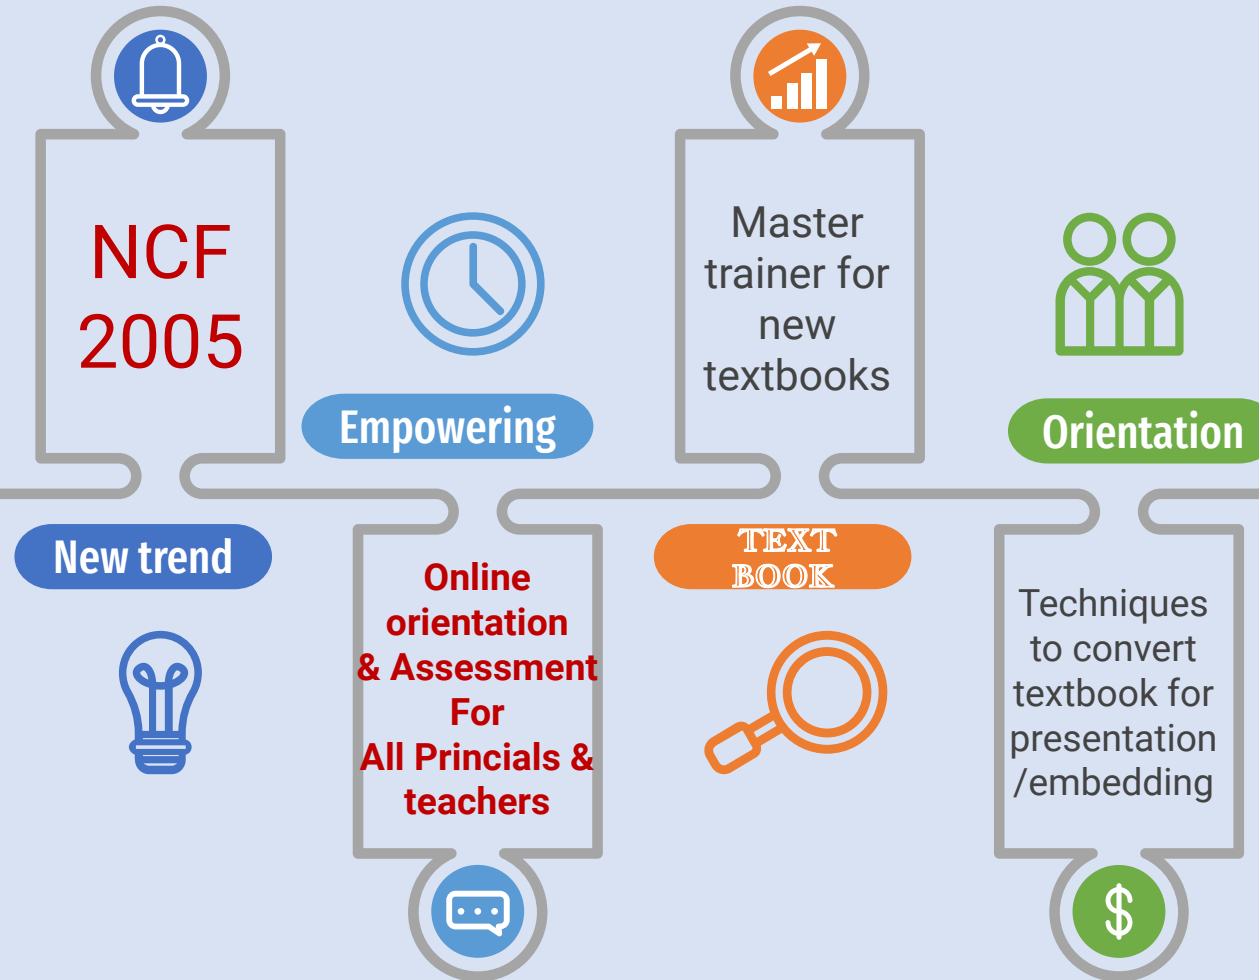 NCF
2005
New trend
Empowering
Online
orientation
& Assessment
For
All Princials &
teachers
Master
trainer for
new
textbooks
TEXT
BOOK
Orientation
Techniques
to convert
textbook for
presentation
/embedding
$